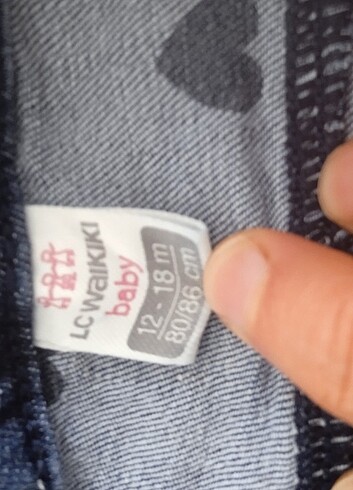 LC WAIKIKI
baby
12 - 18 m
80/86 cm